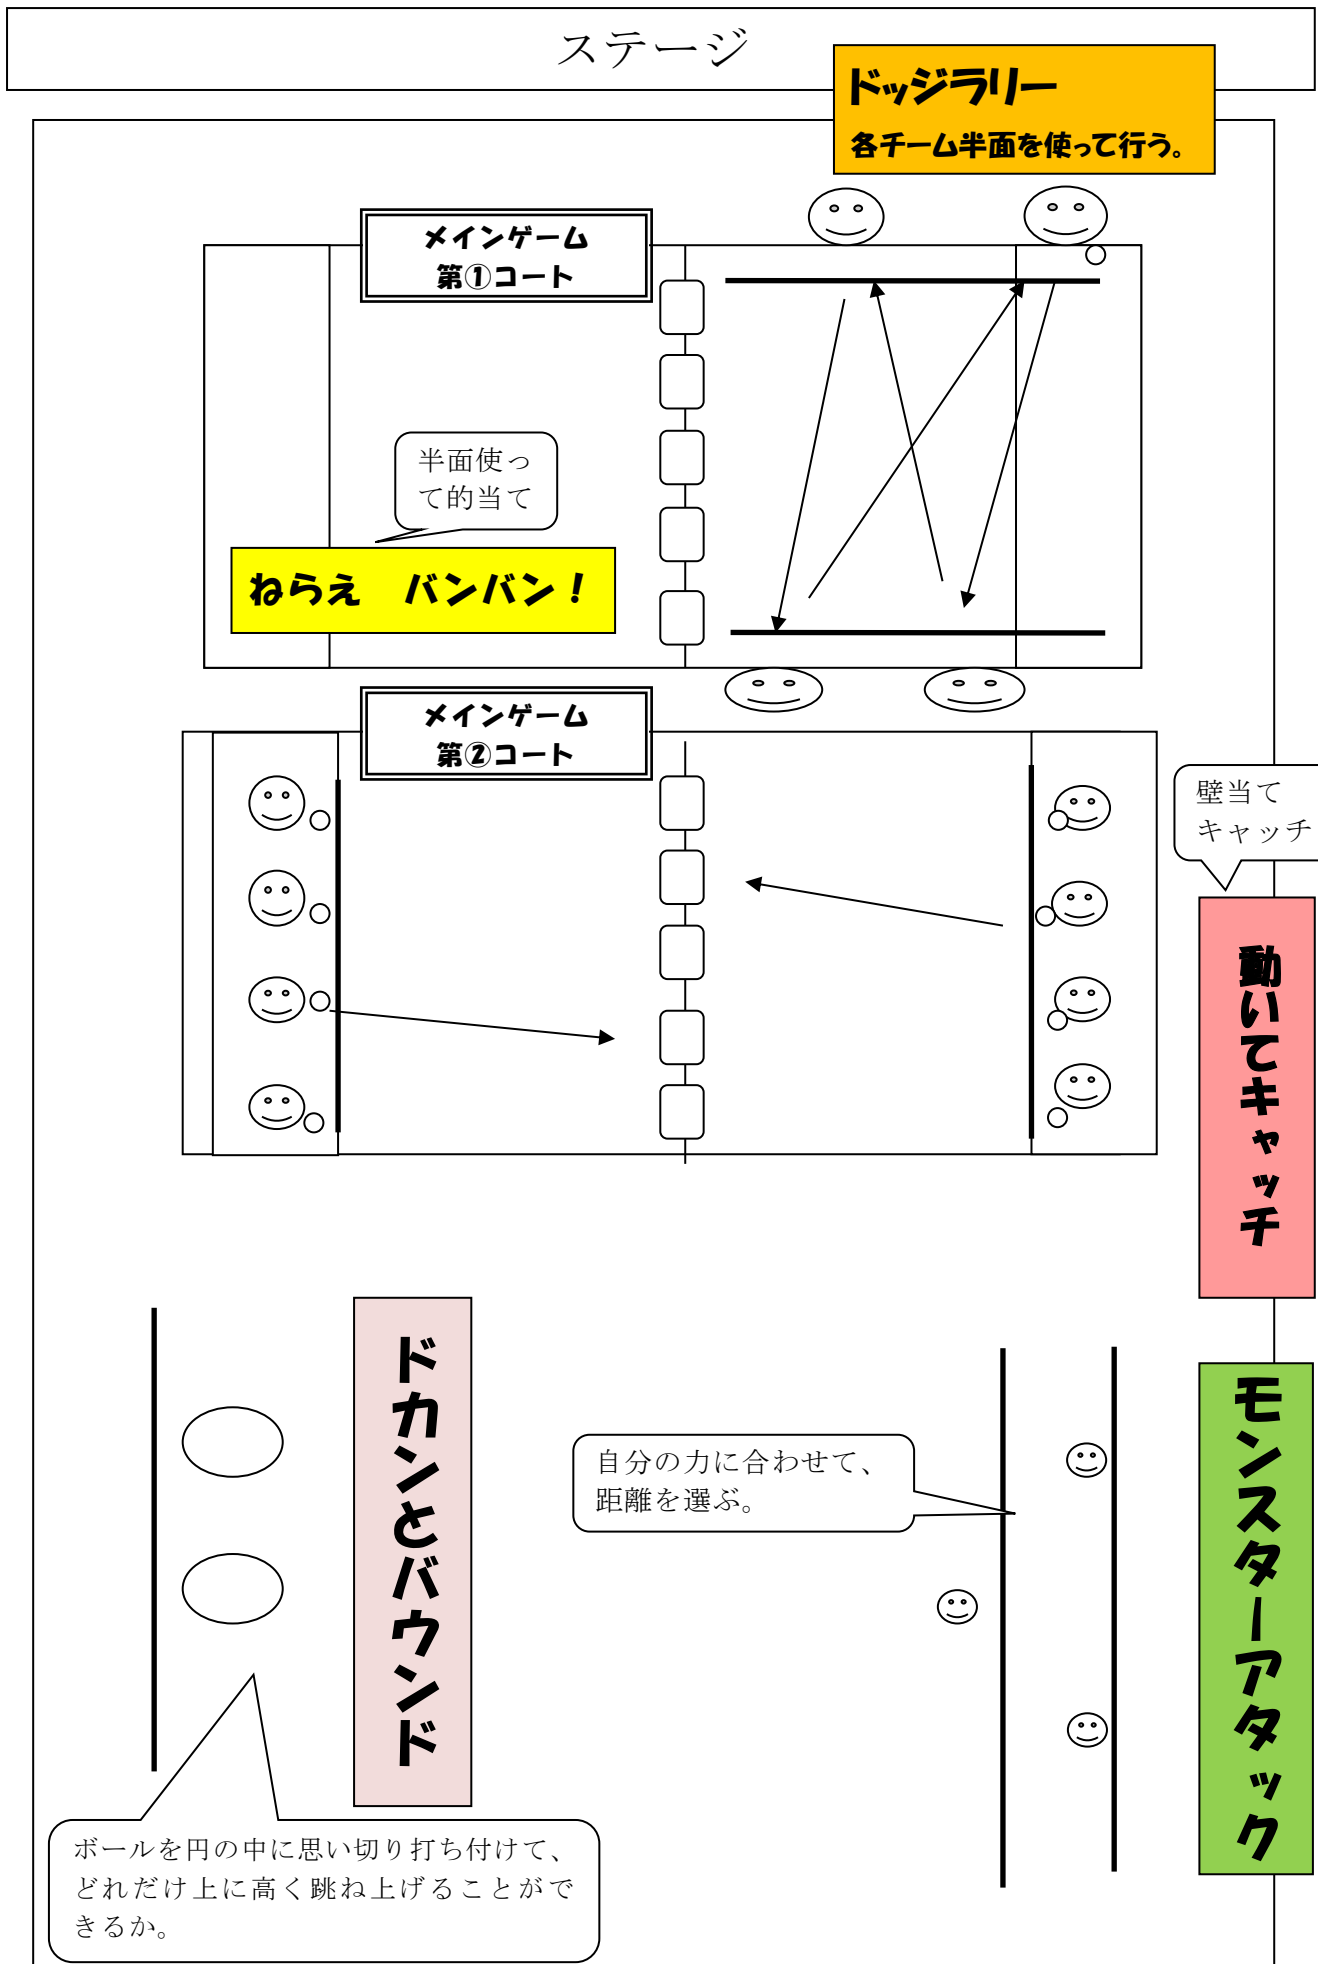 ステージ
ドッジラリー
各チーム半面を使って行う。
メインゲーム
第①コート
半面使っ
て的当て
ねらえ　バンバン！
メインゲーム
第②コート
壁当て
キャッチ
動いてキャッチ
ドカンとバウンド
モンスターアタック
自分の力に合わせて、
距離を選ぶ。
ボールを円の中に思い切り打ち付けて、
どれだけ上に高く跳ね上げることがで
きるか。